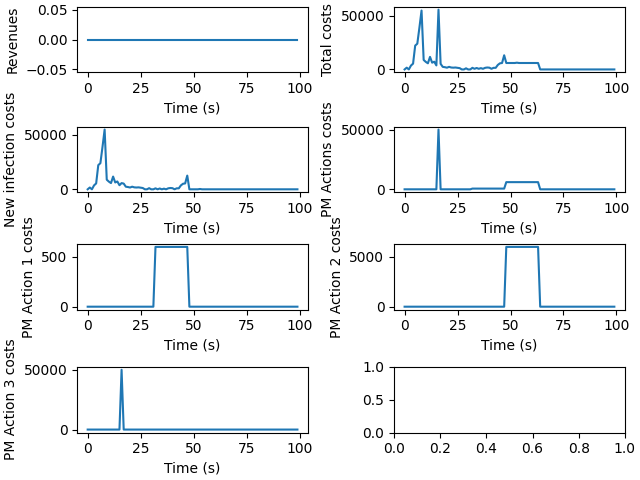 Revenues
0.05
0.00
−0.05
0 25 50 75 100
Time (s)
Total costs
50000
0
0 25 50 75 100
Time (s)
New infection costs
50000
0
0 25 50 75 100
Time (s)
PM Actions costs
50000
0
0 25 50 75 100
Time (s)
PM Action 1 costs
500
0
0 25 50 75 100
Time (s)
PM Action 2 costs
5000
0
0 25 50 75 100
Time (s)
PM Action 3 costs
50000
0
0 25 50 75 100
Time (s)
1.0
0.5
0.0
0.0 0.2 0.4 0.6 0.8 1.0